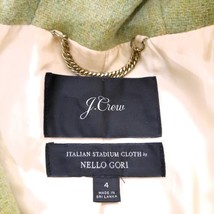 J.Crew
ITALIAN STADIUM CLOTH by
NELLO GORI
4
MADE IN
SRI LANKA